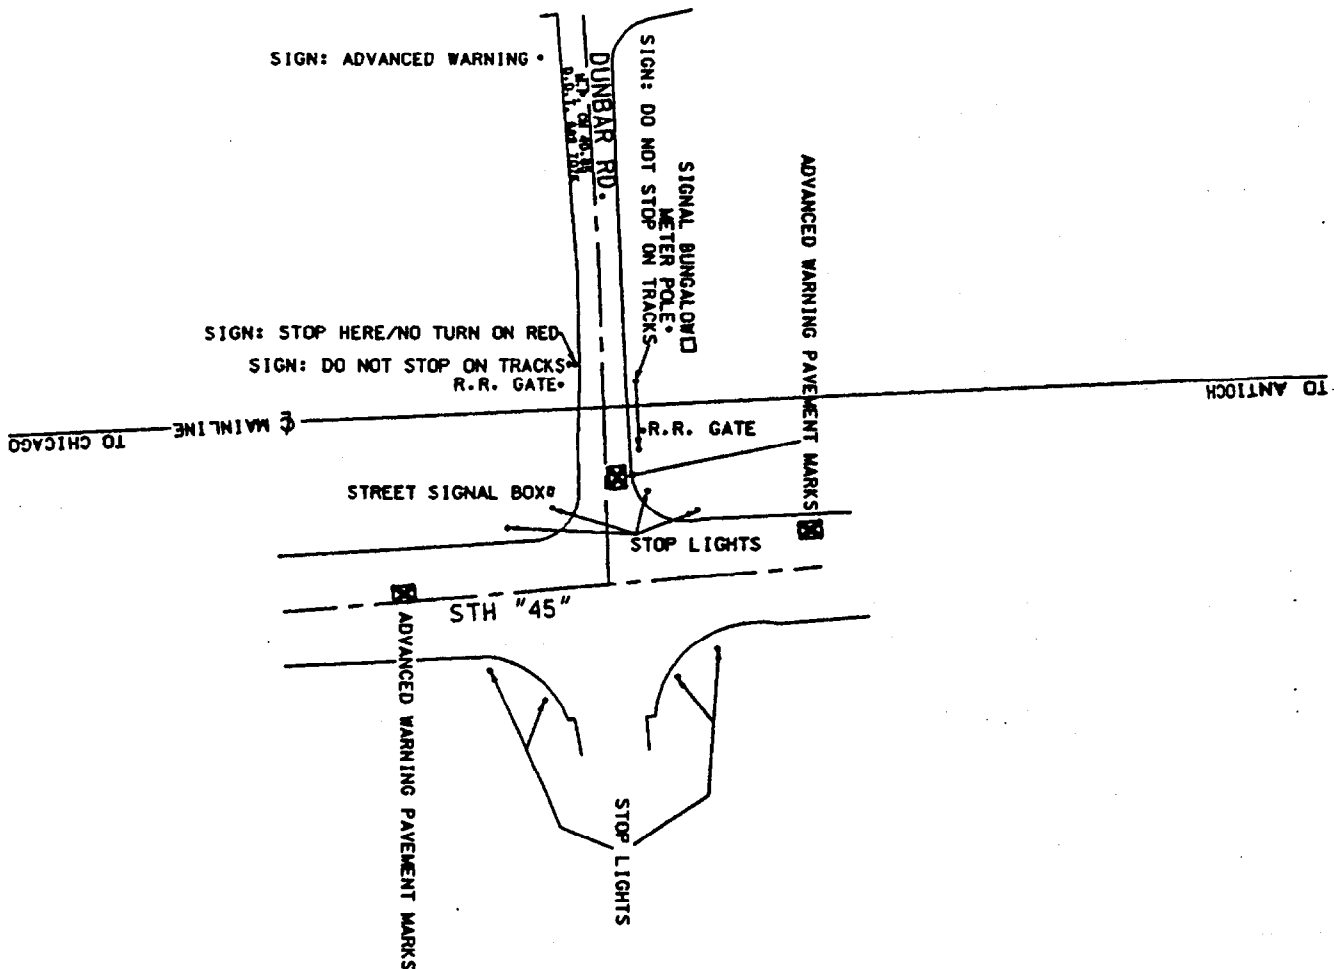 SIGN: ADVANCED WARNING
DUNBAR RD.
SIGN: DO NOT STOP ON TRACKS
SIGNAL BUNGALOW
METER POLE
ADVANCED WARNING PAVEMENT MARKS
SIGN: STOP HERE/NO TURN ON RED
SIGN: DO NOT STOP ON TRACKS
R.R. GATE
TO ANTIOCH
℄ MAINLINE
TO CHICAGO
R.R. GATE
STREET SIGNAL BOX
STOP LIGHTS
STH "45"
ADVANCED WARNING PAVEMENT MARKS
STOP LIGHTS